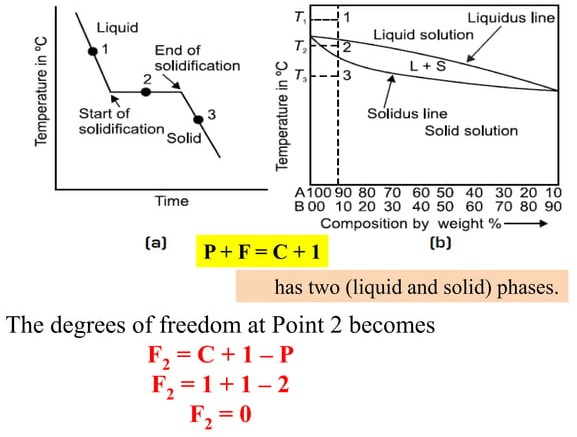 Temperature in ºC
Liquid
1
2
End of
solidification
Start of
solidification
Solid
3
Time
(a)
Temperature in ºC
T₁
T₂
T₃
1
2
3
Liquidus line
Liquid solution
L + S
Solidus line
Solid solution
A 100 90 80 70 60 50 40 30 20 10
B 00 10 20 30 40 50 60 70 80 90
Composition by weight %
(b)
P + F = C + 1
has two (liquid and solid) phases.
The degrees of freedom at Point 2 becomes
F₂ = C + 1 – P
F₂ = 1 + 1 – 2
F₂ = 0